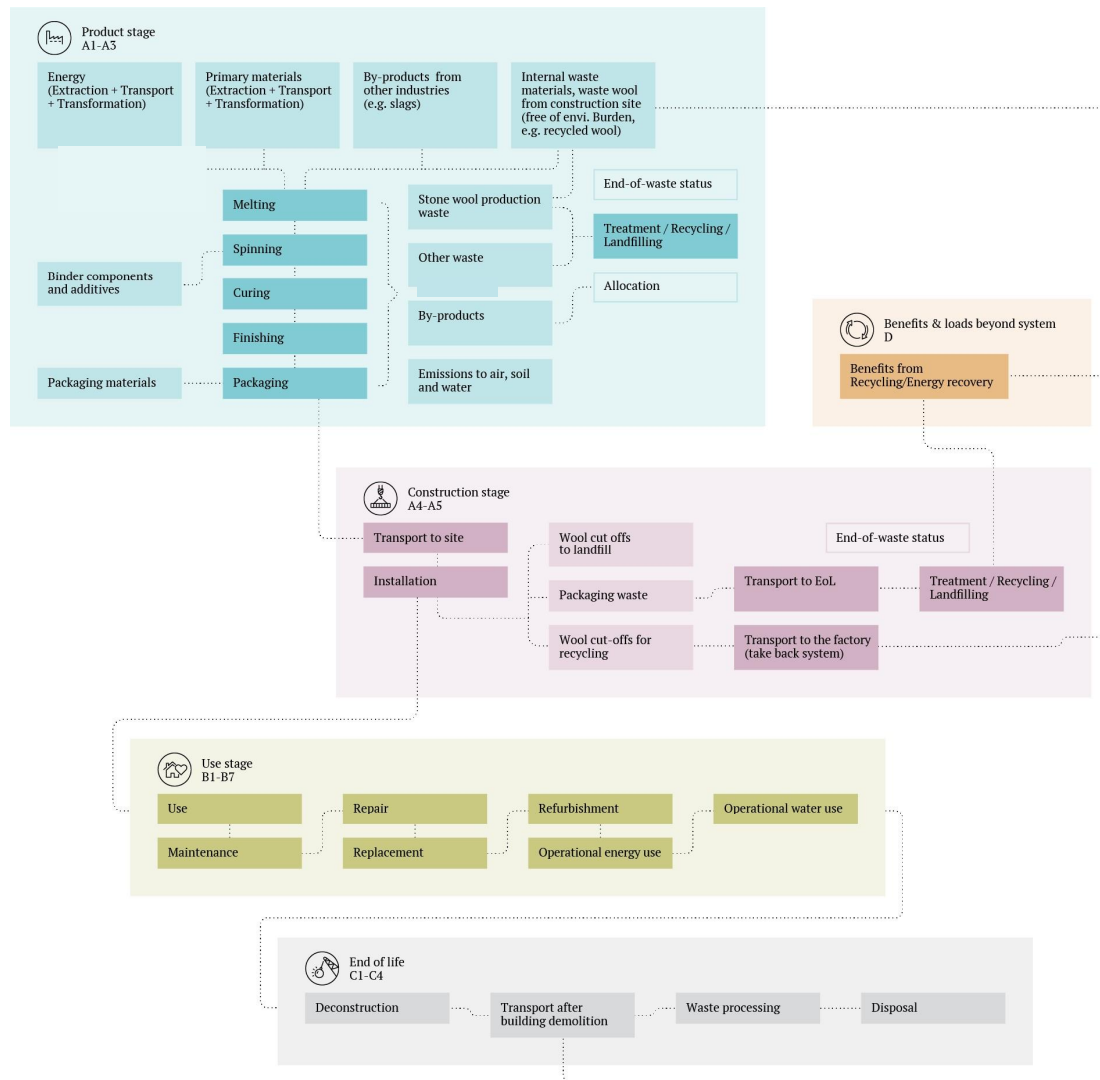 Product stage
A1-A3
Energy
(Extraction + Transport
+ Transformation)
Primary materials
(Extraction + Transport
+ Transformation)
By-products from
other industries
(e.g. slags)
Internal waste
materials, waste wool
from construction site
(free of envi. Burden,
e.g. recycled wool)
Melting
Spinning
Curing
Finishing
Packaging
Binder components
and additives
Packaging materials
Stone wool production
waste
Other waste
By-products
Emissions to air, soil
and water
End-of-waste status
Treatment / Recycling /
Landfilling
Allocation
Benefits & loads beyond system
D
Benefits from
Recycling/Energy recovery
Construction stage
A4-A5
Transport to site
Installation
Wool cut offs
to landfill
Packaging waste
Wool cut-offs for
recycling
Transport to EoL
Transport to the factory
(take back system)
End-of-waste status
Treatment / Recycling /
Landfilling
Use stage
B1-B7
Use
Maintenance
Repair
Replacement
Refurbishment
Operational energy use
Operational water use
End of life
C1-C4
Deconstruction
Transport after
building demolition
Waste processing
Disposal